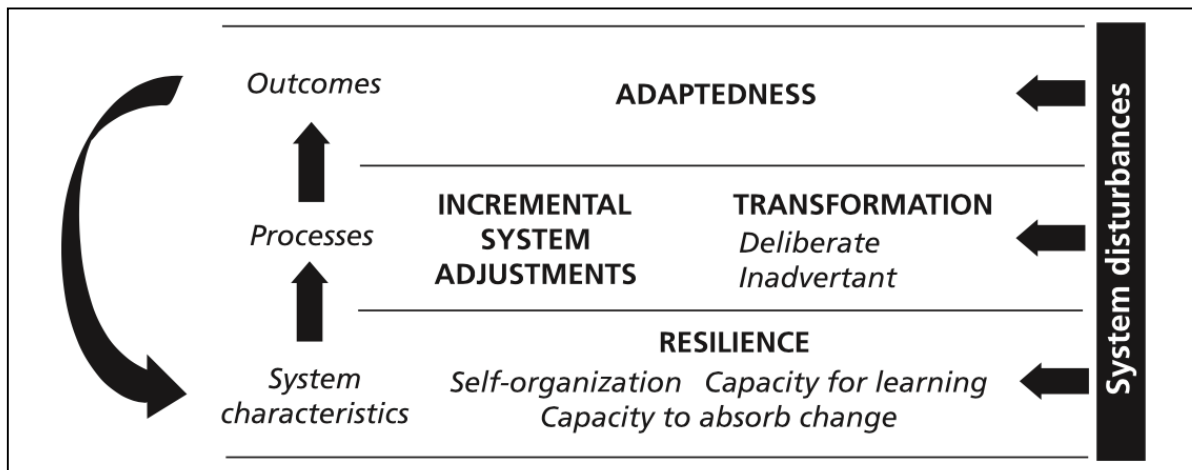 Outcomes
ADAPTEDNESS
Processes
INCREMENTAL
SYSTEM
ADJUSTMENTS
TRANSFORMATION
Deliberate
Inadvertant
System
characteristics
RESILIENCE
Self-organization Capacity for learning
Capacity to absorb change
System disturbances